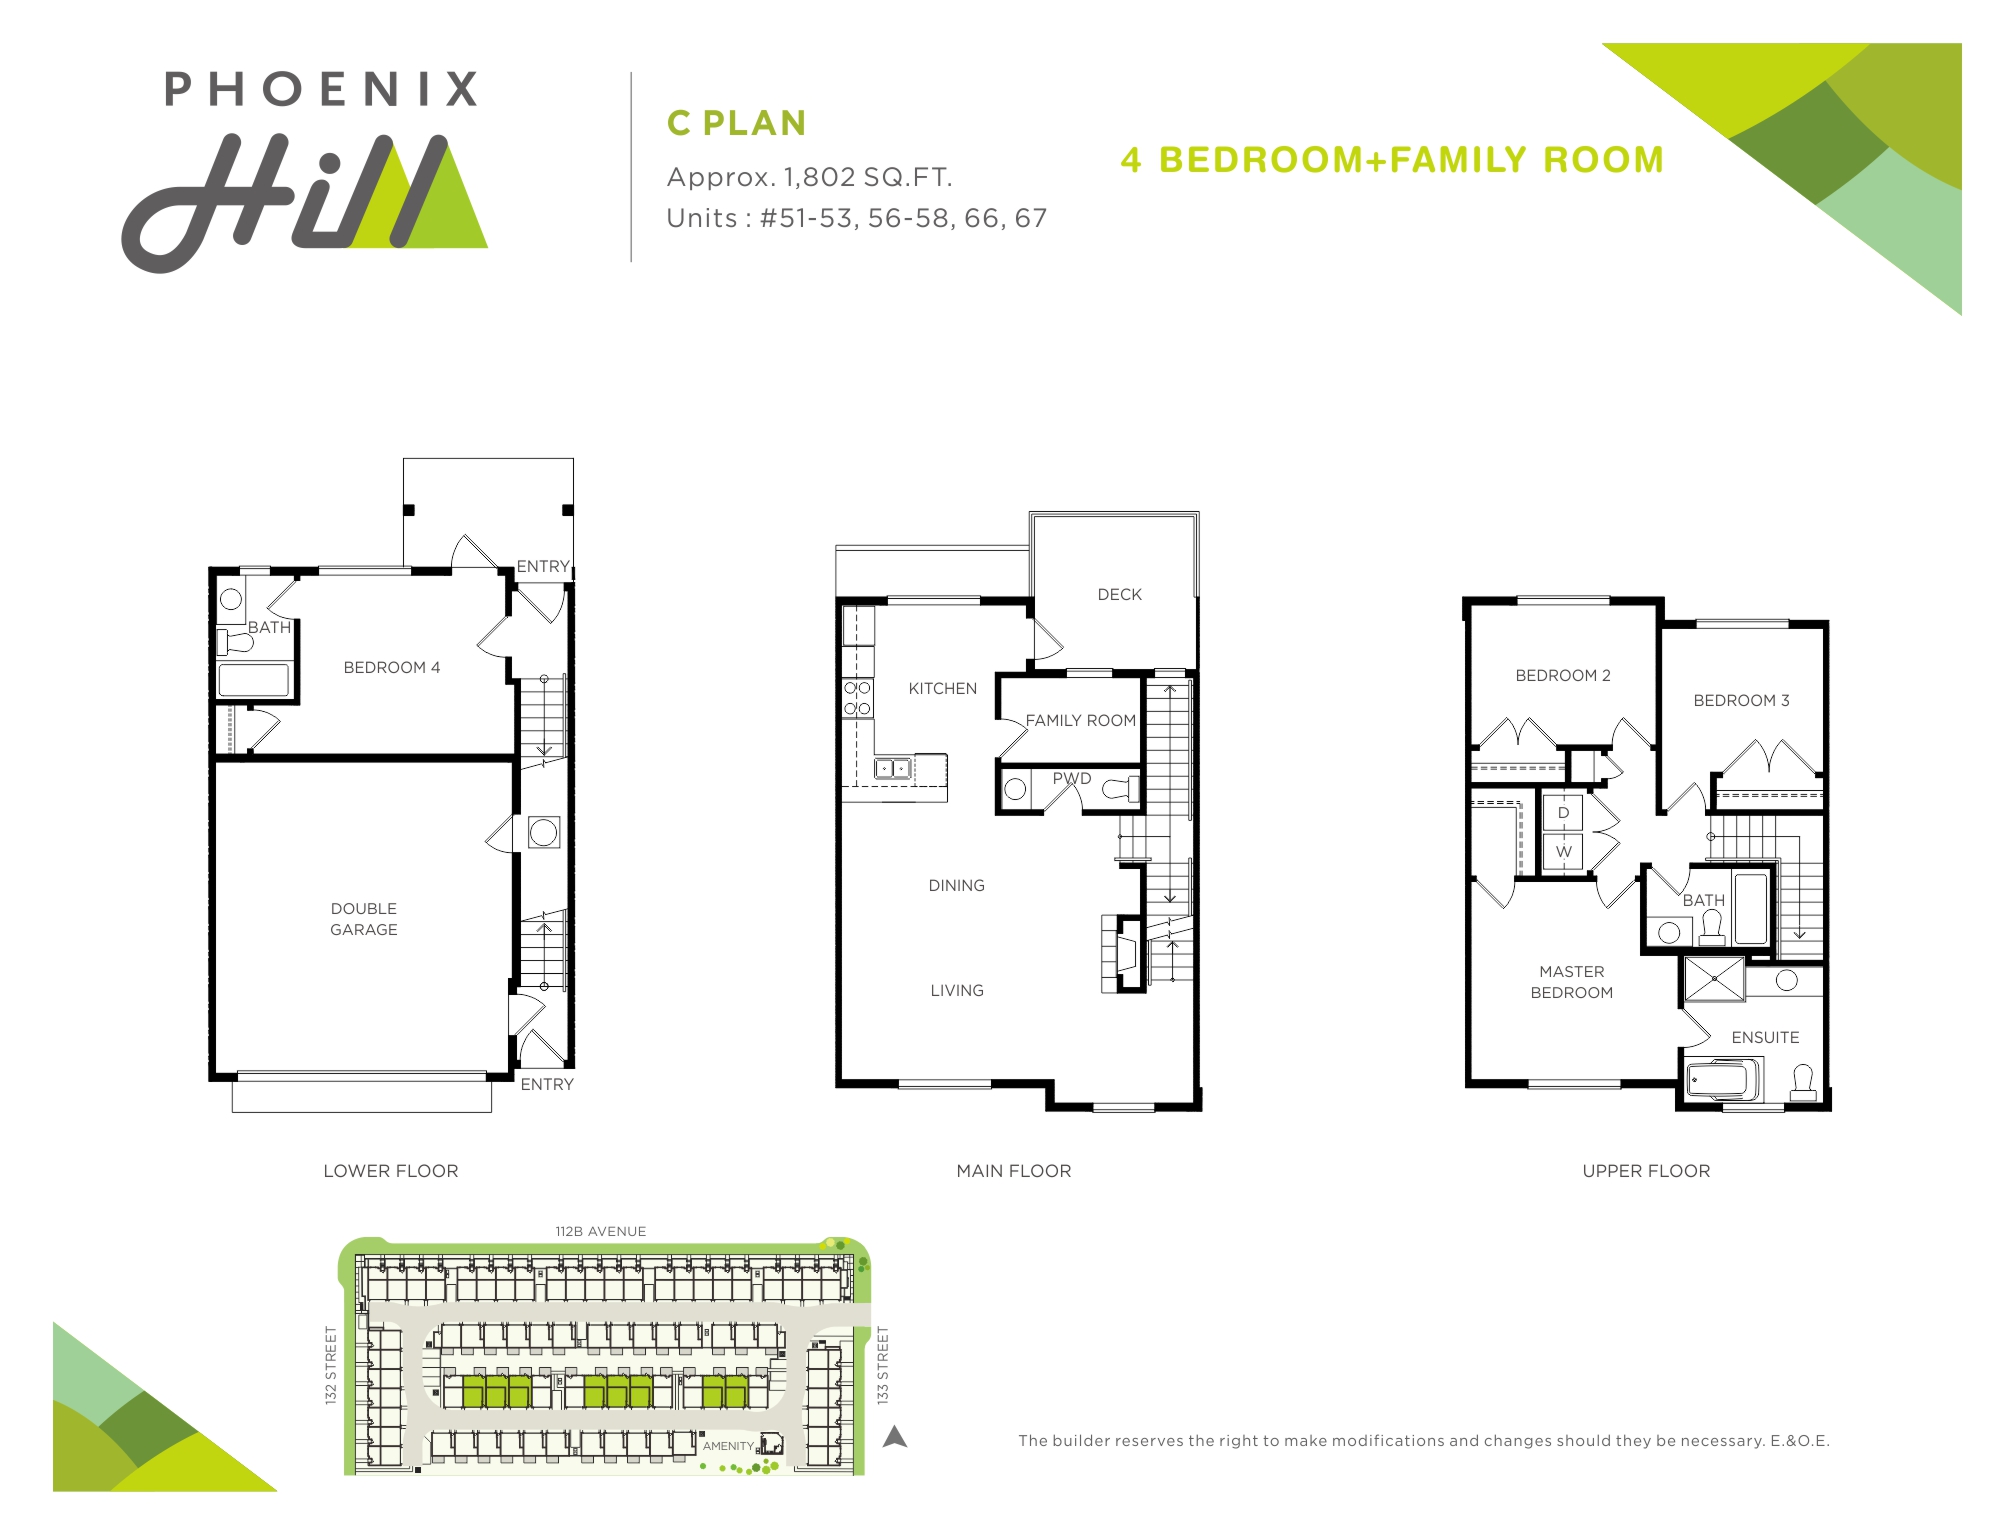 PHOENIX
Hill
C PLAN
Approx. 1,802 SQ.FT.
Units : #51-53, 56-58, 66, 67
4 BEDROOM+FAMILY ROOM
ENTRY
BATH
BEDROOM 4
DOUBLE
GARAGE
ENTRY
LOWER FLOOR
DECK
KITCHEN
FAMILY ROOM
PWD
DINING
LIVING
MAIN FLOOR
BEDROOM 2
BEDROOM 3
D
W
BATH
MASTER
BEDROOM
ENSUITE
UPPER FLOOR
112B AVENUE
132 STREET
133 STREET
AMENITY
The builder reserves the right to make modifications and changes should they be necessary. E.&O.E.